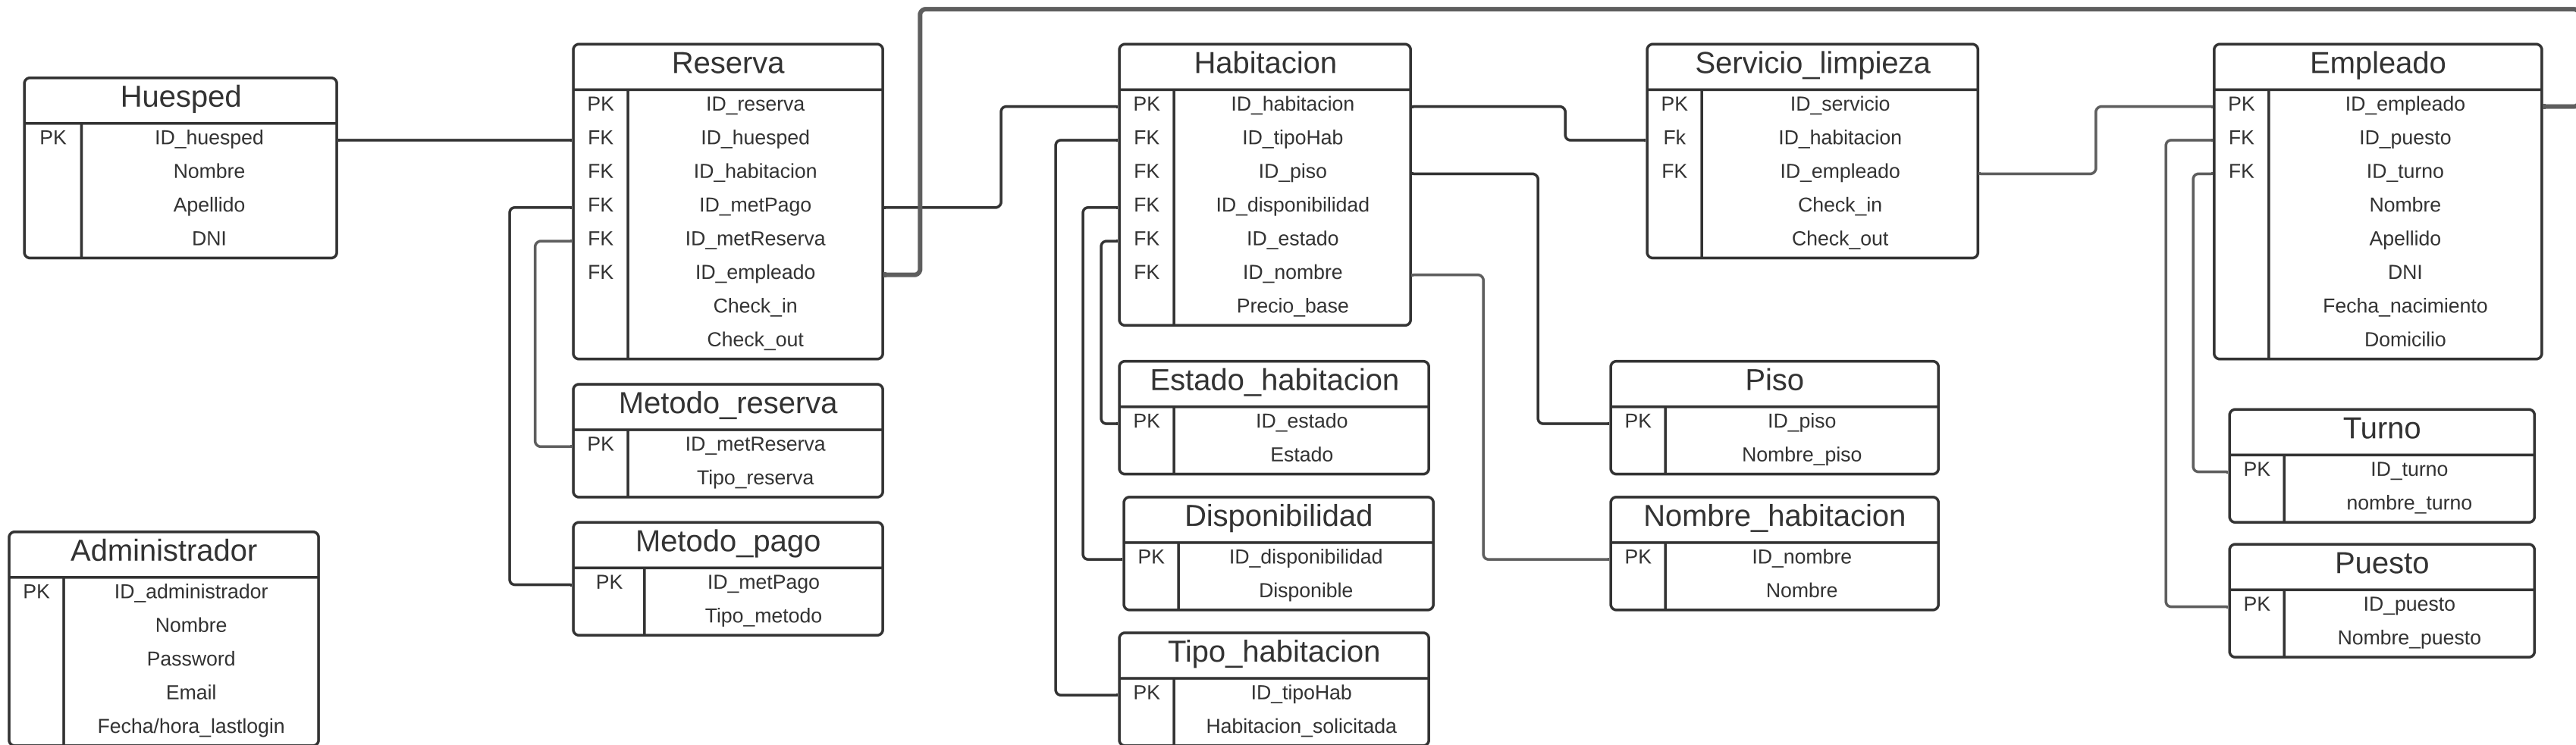 Huesped
PK ID_huesped
Nombre
Apellido
DNI
Administrador
PK ID_administrador
Nombre
Password
Email
Fecha/hora_lastlogin
Reserva
PK ID_reserva
FK ID_huesped
FK ID_habitacion
FK ID_metPago
FK ID_metReserva
FK ID_empleado
Check_in
Check_out
Metodo_reserva
PK ID_metReserva
Tipo_reserva
Metodo_pago
PK ID_metPago
Tipo_metodo
Habitacion
PK ID_habitacion
FK ID_tipoHab
FK ID_piso
FK ID_disponibilidad
FK ID_estado
FK ID_nombre
Precio_base
Estado_habitacion
PK ID_estado
Estado
Disponibilidad
PK ID_disponibilidad
Disponible
Tipo_habitacion
PK ID_tipoHab
Habitacion_solicitada
Servicio_limpieza
PK ID_servicio
Fk ID_habitacion
FK ID_empleado
Check_in
Check_out
Piso
PK ID_piso
Nombre_piso
Nombre_habitacion
PK ID_nombre
Nombre
Empleado
PK ID_empleado
FK ID_puesto
FK ID_turno
Nombre
Apellido
DNI
Fecha_nacimiento
Domicilio
Turno
PK ID_turno
nombre_turno
Puesto
PK ID_puesto
Nombre_puesto